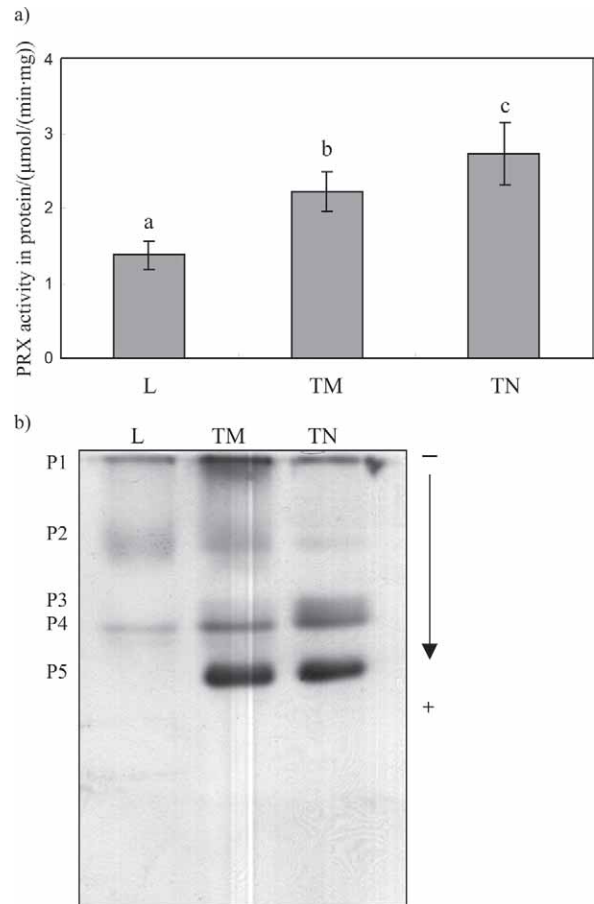 a)
PRX activity in protein/(μmol/(min·mg))
4
3
2
1
0
a
b
c
L TM TN
b)
L TM TN
P1
P2
P3
P4
P5
–
+